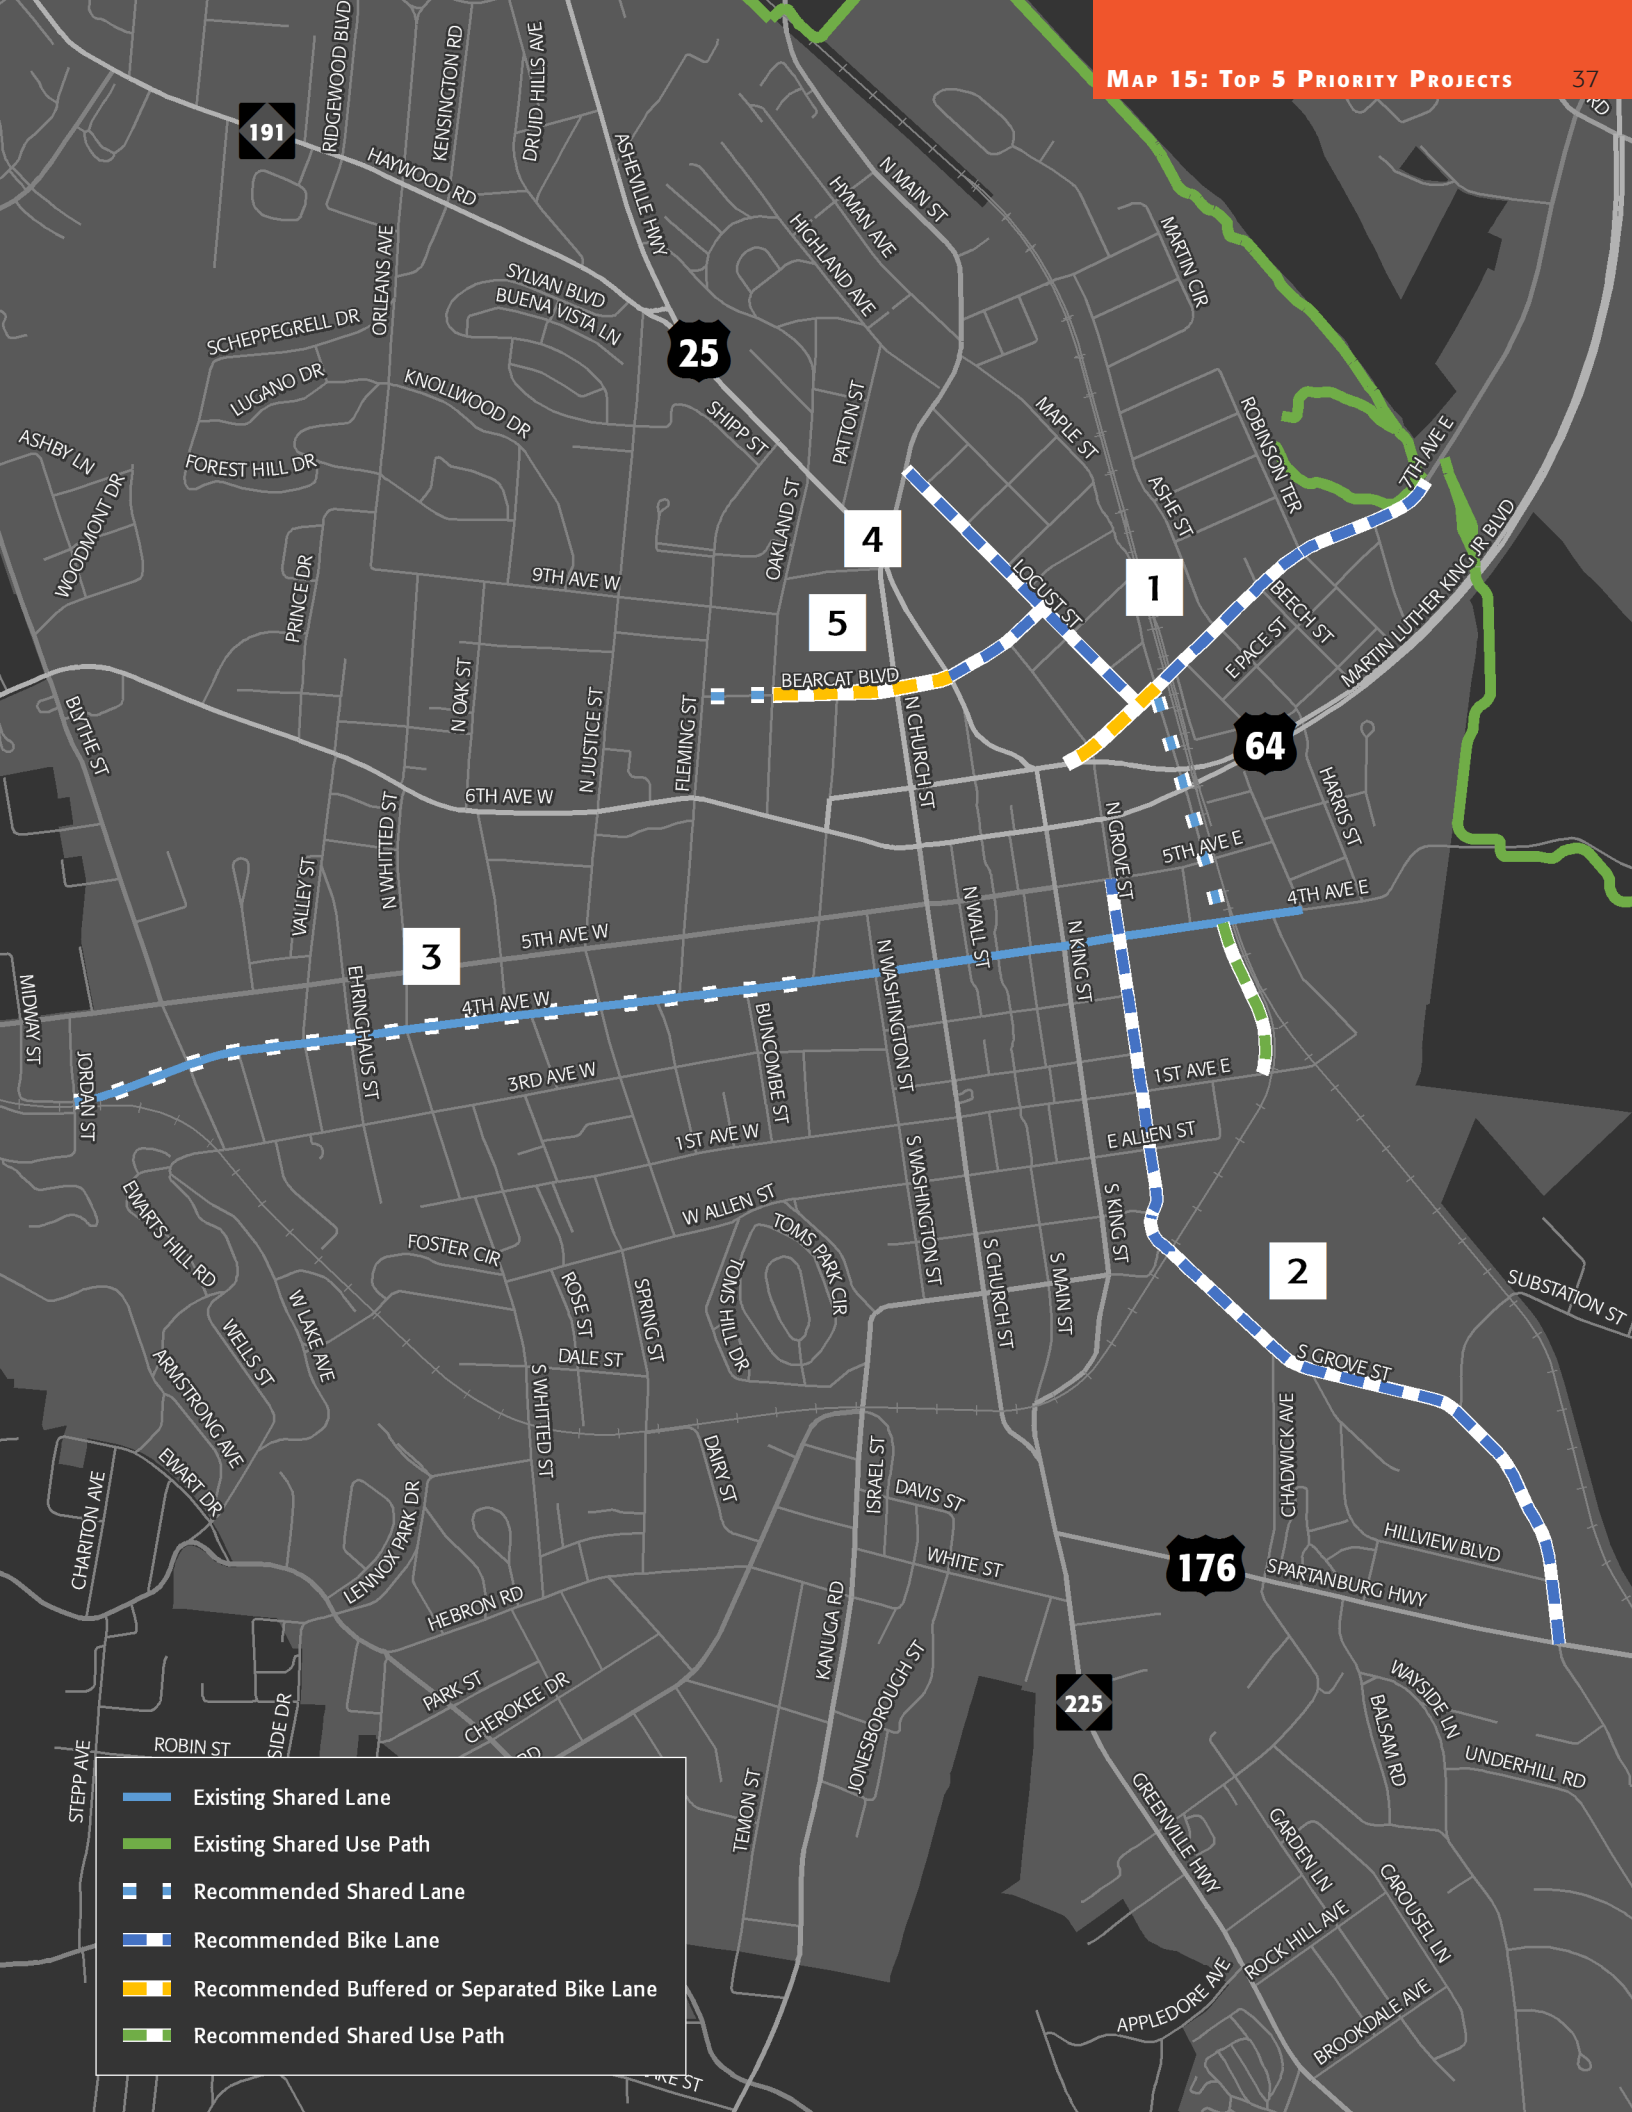 Map 15: Top 5 Priority Projects 37
RD
191
RIDGEWOOD BLVD
KENSINGTON RD
DRUID HILLS AVE
HAYWOOD RD
ASHEVILLE HWY
N MAIN ST
HYMAN AVE
HIGHLAND AVE
MARTIN CIR
ORLEANS AVE
SYLVAN BLVD
BUENA VISTA LN
SCHEPPEGRELL DR
25
LUGANO DR
KNOLLWOOD DR
SHIPP ST
PATTON ST
MAPLE ST
ROBINSON TER
7TH AVE E
ASHBY LN
FOREST HILL DR
WOODMONT DR
OAKLAND ST
ASHE ST
4
1
PRINCE DR
9TH AVE W
LOCUST ST
BEECH ST
E PACE ST
MARTIN LUTHER KING JR BLVD
5
BEARCAT BLVD
N OAK ST
N JUSTICE ST
FLEMING ST
N CHURCH ST
BLYTHE ST
64
6TH AVE W
N WHITTED ST
HARRIS ST
N GROVE ST
5TH AVE E
VALLEY ST
4TH AVE E
N WALL ST
5TH AVE W
3
N KING ST
N WASHINGTON ST
MIDWAY ST
EHRINGHAUS ST
4TH AVE W
BUNCOMBE ST
JORDAN ST
3RD AVE W
1ST AVE E
1ST AVE W
E ALLEN ST
S WASHINGTON ST
EWARTS HILL RD
W ALLEN ST
TOMS PARK CIR
S KING ST
FOSTER CIR
S CHURCH ST
S MAIN ST
2
TOMS HILL DR
ROSE ST
SPRING ST
SUBSTATION ST
W LAKE AVE
WELLS ST
ARMSTRONG AVE
DALE ST
S GROVE ST
S WHITTED ST
CHADWICK AVE
EWART DR
DAIRY ST
ISRAEL ST
DAVIS ST
CHARITON AVE
LENNOX PARK DR
WHITE ST
HILLVIEW BLVD
176
SPARTANBURG HWY
HEBRON RD
KANUGA RD
PARK ST
CHEROKEE DR
JONESBOROUGH ST
225
WAYSIDE LN
BALSAM RD
UNDERHILL RD
SIDE DR
ROBIN ST
RD
STEPP AVE
TEMON ST
GREENVILLE HWY
GARDEN LN
CAROUSEL LN
ROCK HILL AVE
APPLEDORE AVE
BROOKDALE AVE
Existing Shared Lane
Existing Shared Use Path
Recommended Shared Lane
Recommended Bike Lane
Recommended Buffered or Separated Bike Lane
Recommended Shared Use Path